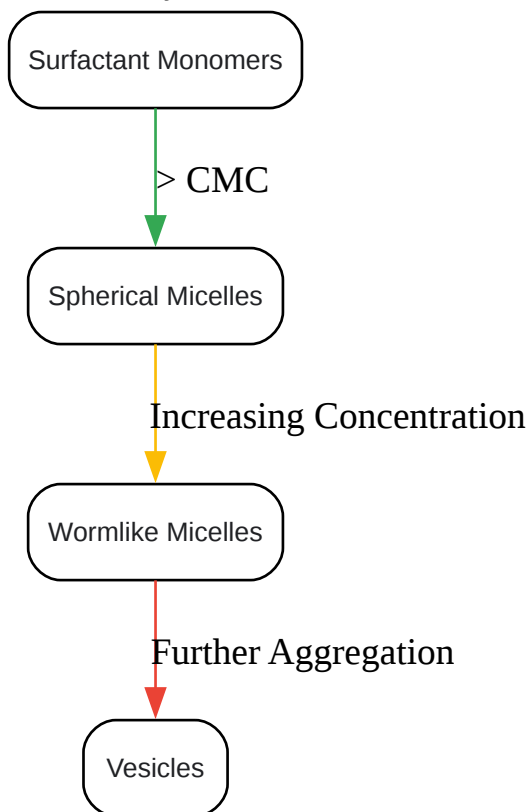 Surfactant Monomers
> CMC
Spherical Micelles
Increasing Concentration
Wormlike Micelles
Further Aggregation
Vesicles